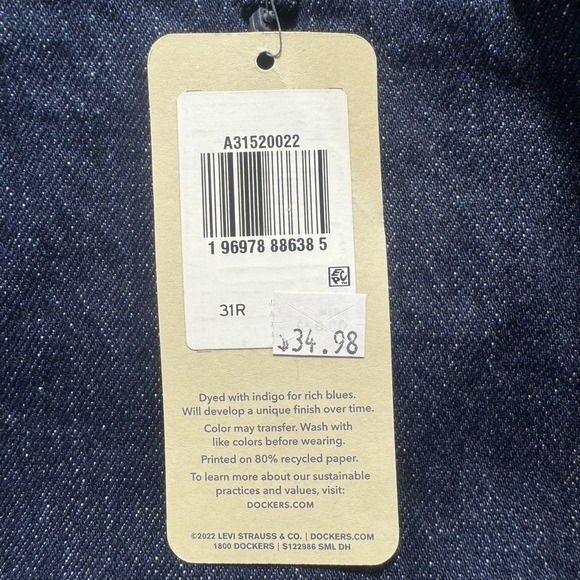 A31520022
1 96978 88638 5
31R
$34.98
Dyed with indigo for rich blues.
Will develop a unique finish over time.
Color may transfer. Wash with
like colors before wearing.
Printed on 80% recycled paper.
To learn more about our sustainable
practices and values, visit:
DOCKERS.COM
©2022 LEVI STRAUSS & CO. | DOCKERS.COM
1800 DOCKERS | S122986 SML DH